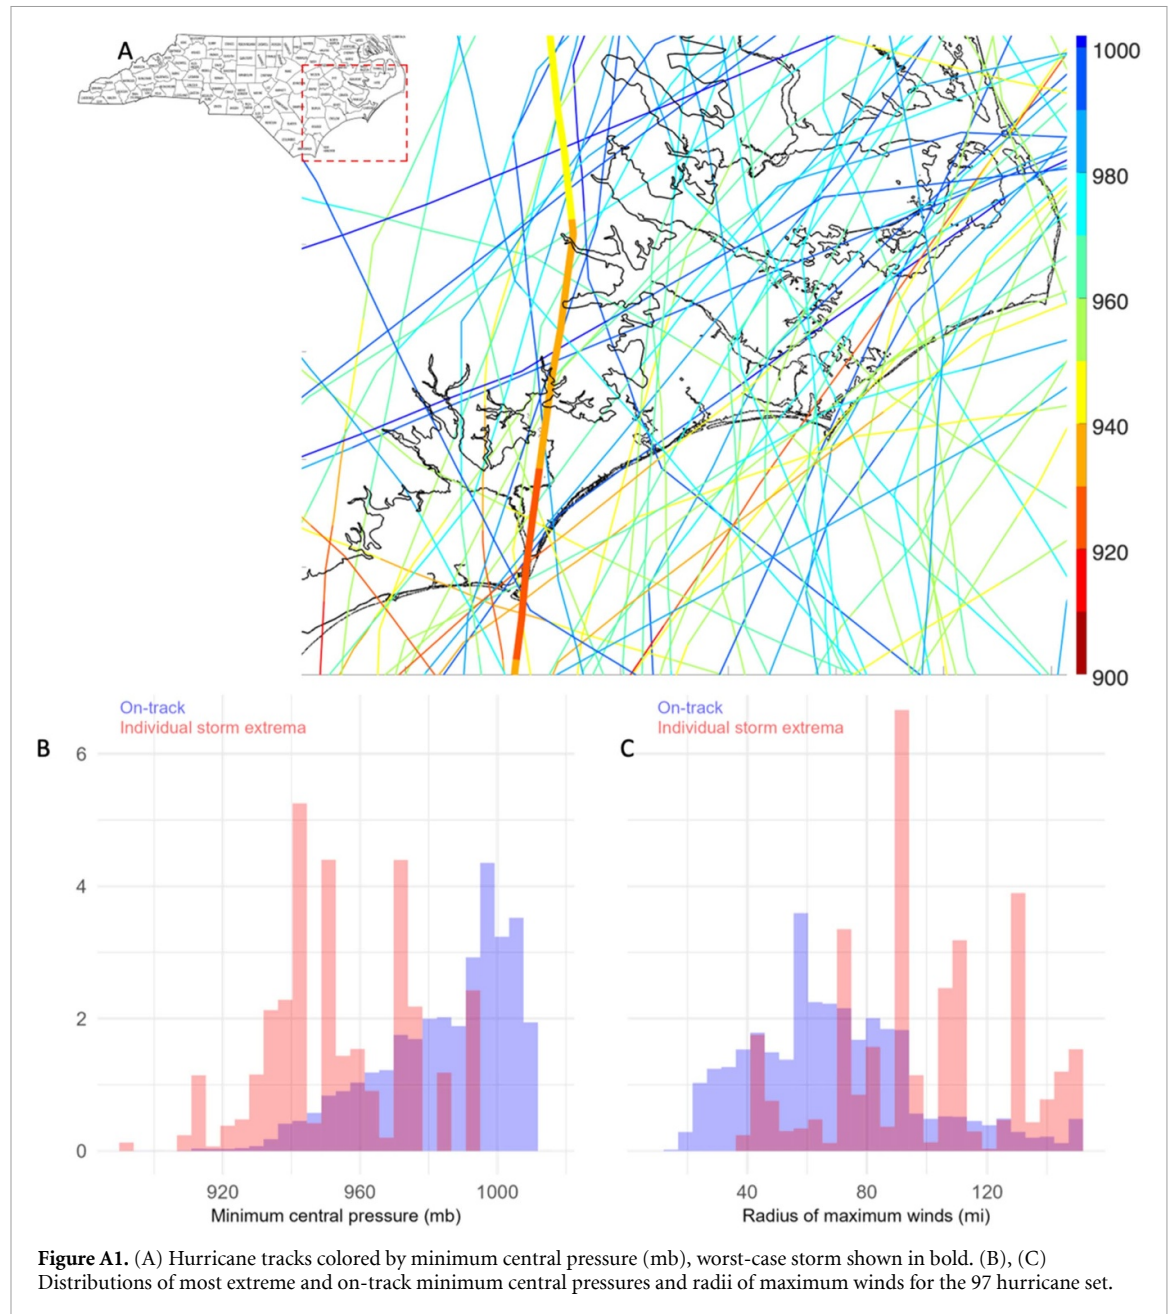 A
1000
980
960
940
920
900
On-track
Individual storm extrema
B
6
4
2
0
920 960 1000
Minimum central pressure (mb)
On-track
Individual storm extrema
C
40 80 120
Radius of maximum winds (mi)
Figure A1. (A) Hurricane tracks colored by minimum central pressure (mb), worst-case storm shown in bold. (B), (C)
Distributions of most extreme and on-track minimum central pressures and radii of maximum winds for the 97 hurricane set.